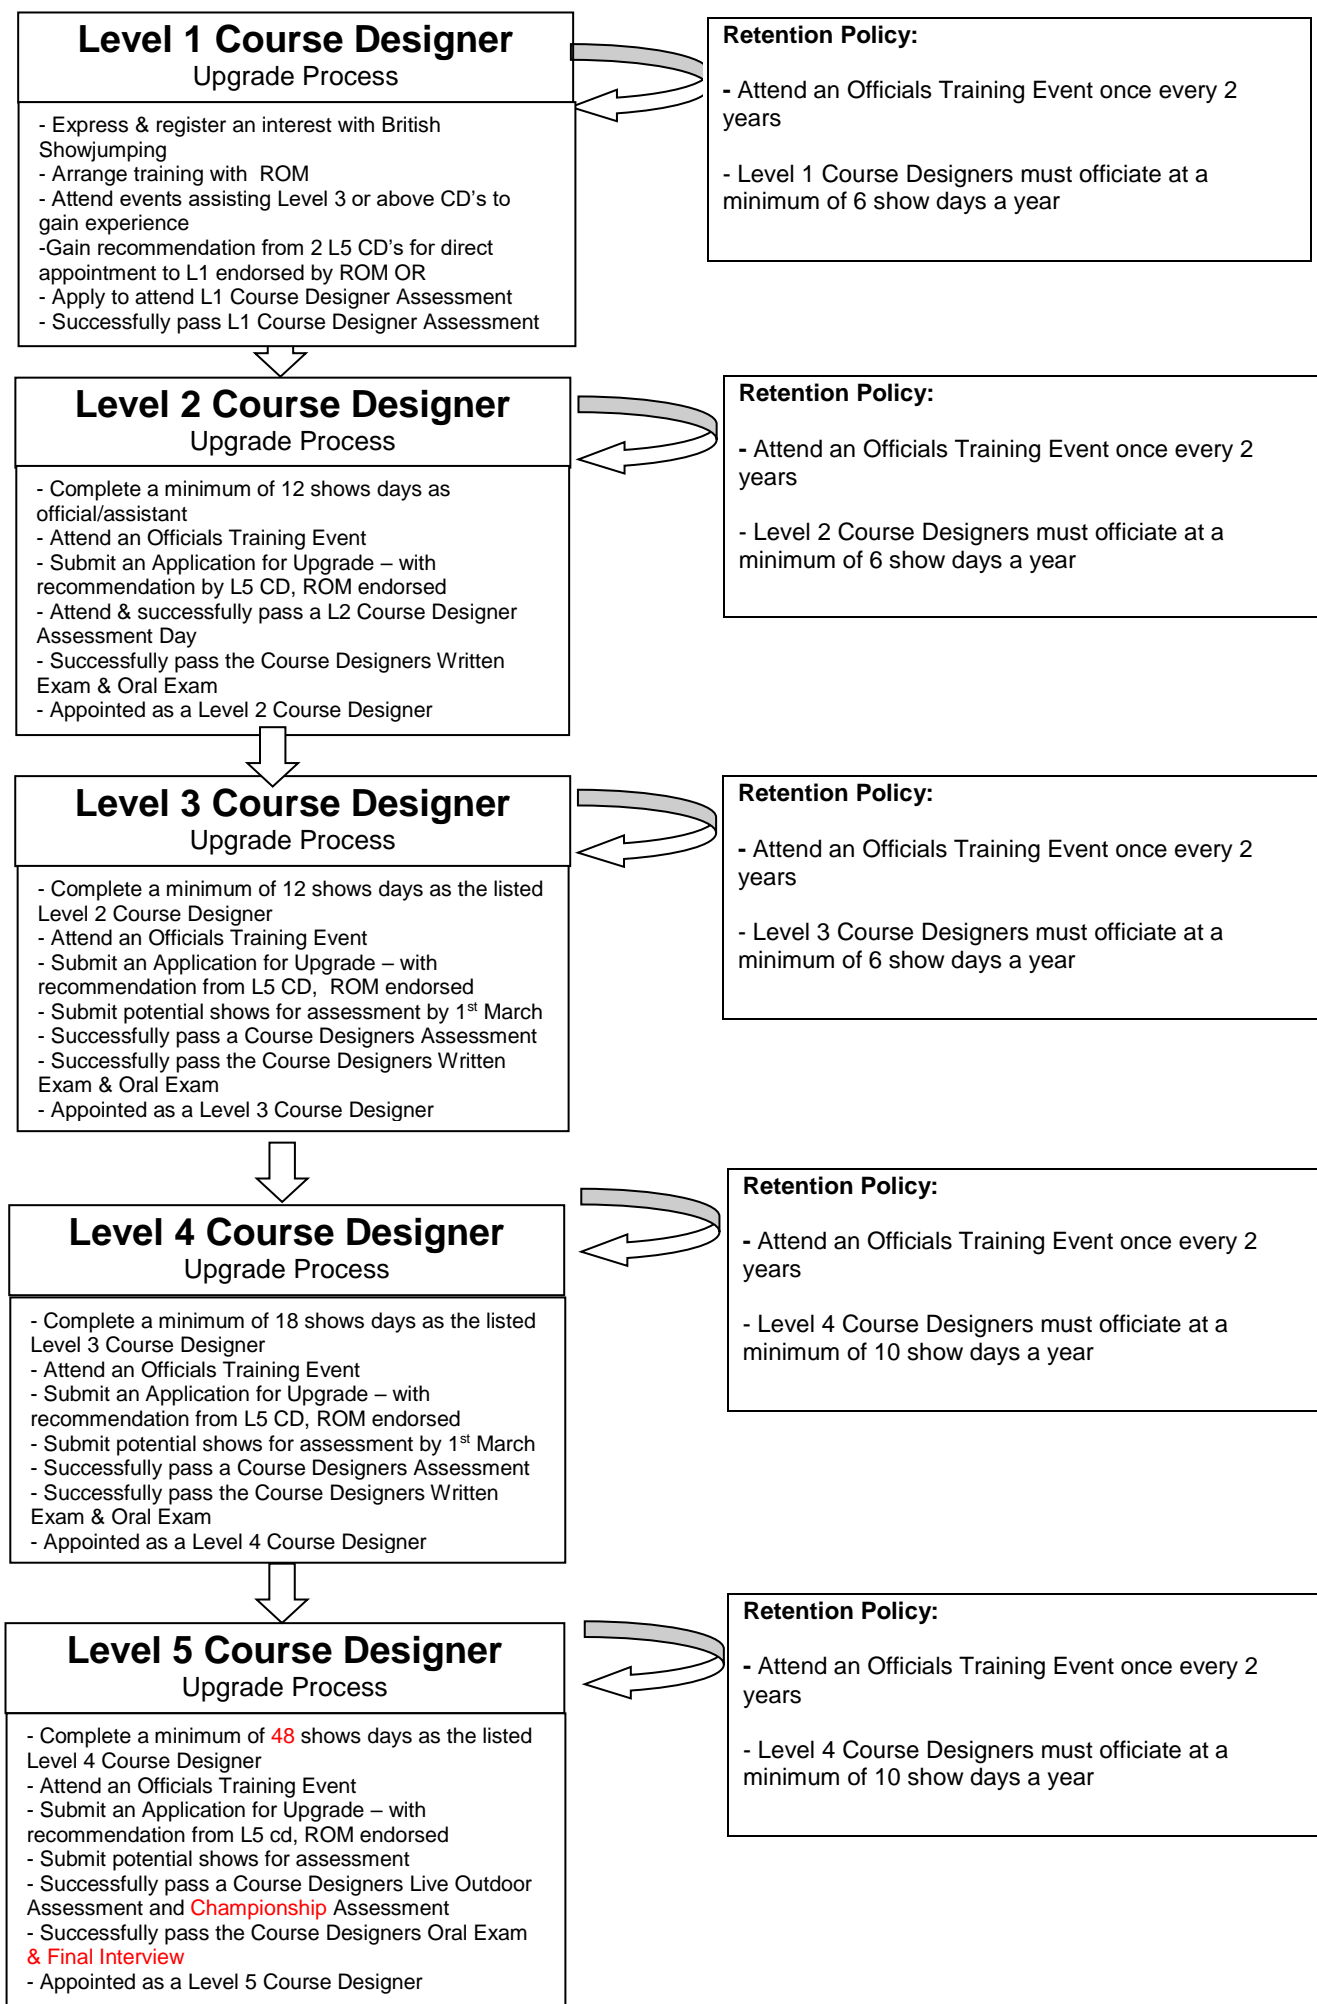 Level 1 Course Designer
Upgrade Process
- Express & register an interest with British
Showjumping
- Arrange training with  ROM
- Attend events assisting Level 3 or above CD's to
gain experience
-Gain recommendation from 2 L5 CD's for direct
appointment to L1 endorsed by ROM OR
- Apply to attend L1 Course Designer Assessment
- Successfully pass L1 Course Designer Assessment
Retention Policy:
- Attend an Officials Training Event once every 2
years
- Level 1 Course Designers must officiate at a
minimum of 6 show days a year
Level 2 Course Designer
Upgrade Process
- Complete a minimum of 12 shows days as
official/assistant
- Attend an Officials Training Event
- Submit an Application for Upgrade – with
recommendation by L5 CD, ROM endorsed
- Attend & successfully pass a L2 Course Designer
Assessment Day
- Successfully pass the Course Designers Written
Exam & Oral Exam
- Appointed as a Level 2 Course Designer
Retention Policy:
- Attend an Officials Training Event once every 2
years
- Level 2 Course Designers must officiate at a
minimum of 6 show days a year
Level 3 Course Designer
Upgrade Process
- Complete a minimum of 12 shows days as the listed
Level 2 Course Designer
- Attend an Officials Training Event
- Submit an Application for Upgrade – with
recommendation from L5 CD,  ROM endorsed
- Submit potential shows for assessment by 1st March
- Successfully pass a Course Designers Assessment
- Successfully pass the Course Designers Written
Exam & Oral Exam
- Appointed as a Level 3 Course Designer
Retention Policy:
- Attend an Officials Training Event once every 2
years
- Level 3 Course Designers must officiate at a
minimum of 6 show days a year
Level 4 Course Designer
Upgrade Process
- Complete a minimum of 18 shows days as the listed
Level 3 Course Designer
- Attend an Officials Training Event
- Submit an Application for Upgrade – with
recommendation from L5 CD, ROM endorsed
- Submit potential shows for assessment by 1st March
- Successfully pass a Course Designers Assessment
- Successfully pass the Course Designers Written
Exam & Oral Exam
- Appointed as a Level 4 Course Designer
Retention Policy:
- Attend an Officials Training Event once every 2
years
- Level 4 Course Designers must officiate at a
minimum of 10 show days a year
Level 5 Course Designer
Upgrade Process
- Complete a minimum of 48 shows days as the listed
Level 4 Course Designer
- Attend an Officials Training Event
- Submit an Application for Upgrade – with
recommendation from L5 cd, ROM endorsed
- Submit potential shows for assessment
- Successfully pass a Course Designers Live Outdoor
Assessment and Championship Assessment
- Successfully pass the Course Designers Oral Exam
& Final Interview
- Appointed as a Level 5 Course Designer
Retention Policy:
- Attend an Officials Training Event once every 2
years
- Level 4 Course Designers must officiate at a
minimum of 10 show days a year